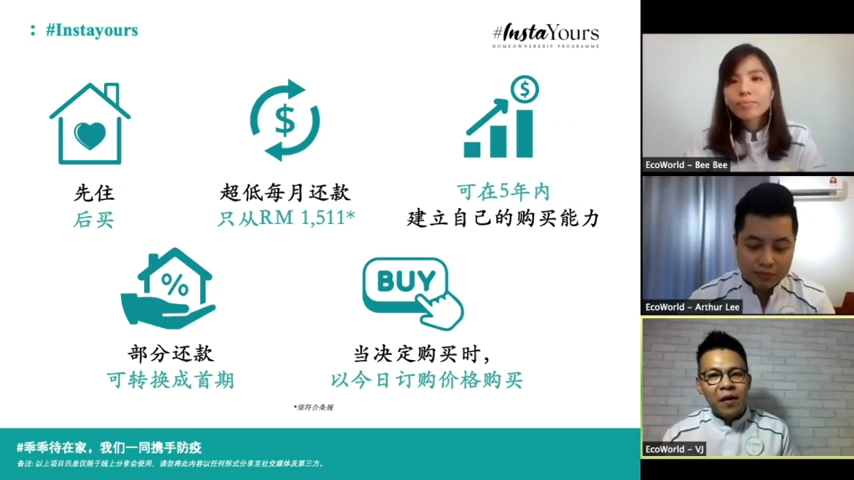 : #Instayours
#InstaYours
HOMEOWNERSHIP PROGRAMME
$
$
先住
后买
超低每月还款
只从RM 1,511*
可在5年内
建立自己的购买能力
%
BUY
部分还款
可转换成首期
当决定购买时，
以今日订购价格购买
*须符合条规
#乖乖待在家，我们一同携手防疫
备注: 以上项目讯息仅限于线上分享会使用，请勿将此内容以任何形式分享至社交媒体及第三方。
EcoWorld – Bee Bee
EcoWorld – Arthur Lee
EcoWorld – VJ